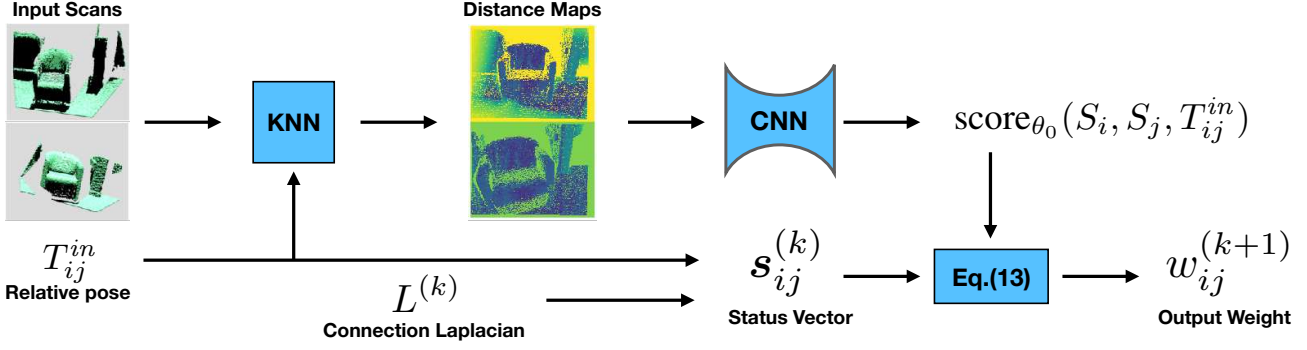 Input Scans
Distance Maps
KNN
CNN
score_{θ_0}(S_i, S_j, T_{ij}^{in})
T_{ij}^{in}
Relative pose
L^{(k)}
Connection Laplacian
s_{ij}^{(k)}
Status Vector
Eq.(13)
w_{ij}^{(k+1)}
Output Weight